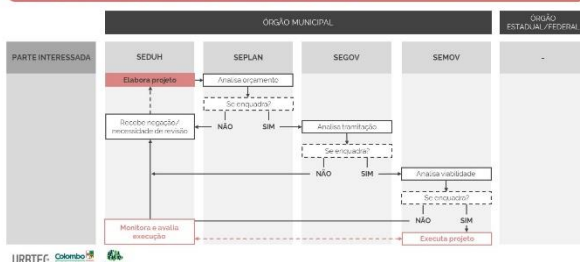 ÓRGÃO MUNICIPAL
ÓRGÃO
ESTADUAL/FEDERAL
PARTE INTERESSADA
SEDUH
SEPLAN
SEGOV
SEMOV
-
Elabora projeto
Analisa orçamento
Se enquadra?
Recebe negação/
necessidade de revisão
NÃO
SIM
Analisa tramitação
Se enquadra?
NÃO
SIM
Analisa viabilidade
Se enquadra?
NÃO
SIM
Monitora e avalia
execução
Executa projeto
URBTEC
Colombo